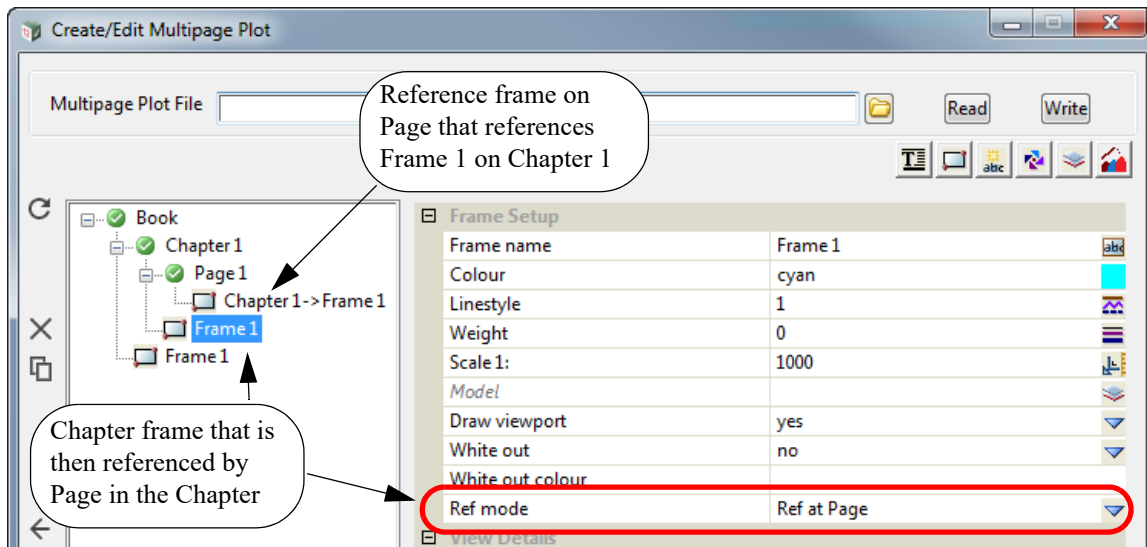 Create/Edit Multipage Plot
Multipage Plot File
Read
Write
Reference frame on
Page that references
Frame 1 on Chapter 1
T
abc
Book
Chapter 1
Page 1
Chapter 1->Frame 1
Frame 1
Frame 1
Chapter frame that is
then referenced by
Page in the Chapter
Frame Setup
Frame name Frame 1 abc
Colour cyan
Linestyle 1
Weight 0
Scale 1: 1000
Model
Draw viewport yes
White out no
White out colour
Ref mode Ref at Page
View Details